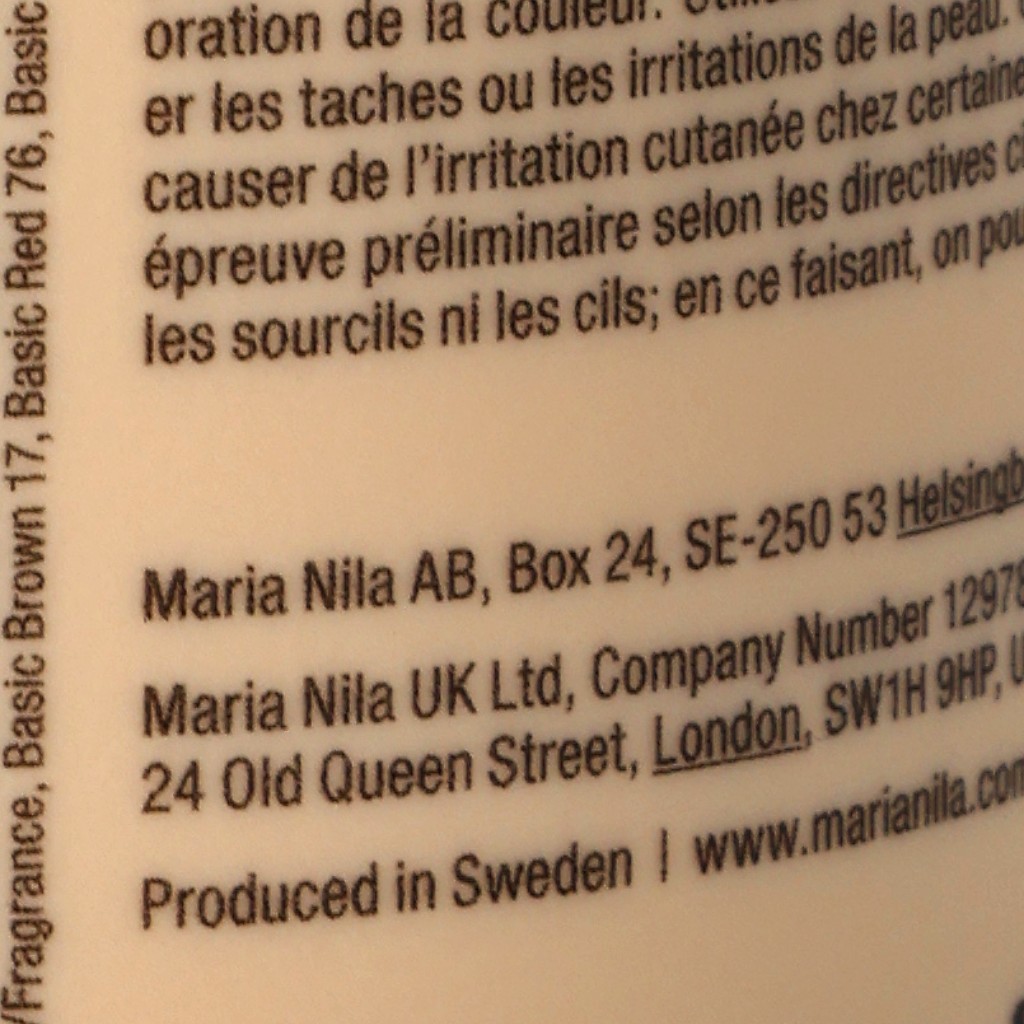 oration de la couleur.
er les taches ou les irritations de la peau.
causer de l'irritation cutanée chez
épreuve préliminaire selon les directives
les sourcils ni les cils; en ce faisant, on
Maria Nila AB, Box 24, SE-250 53
Maria Nila UK Ltd, Company Number 12978
24 Old Queen Street, London, SW1H 9HP,
Produced in Sweden | www.marianila.com
/Fragrance, Basic Brown 17, Basic Red 76, Basic